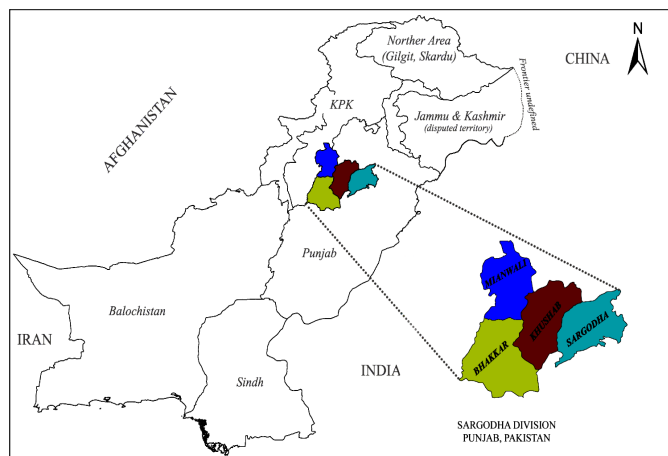 N
Norther Area
(Gilgit, Skardu)
CHINA
Frontier undefined
KPK
Jammu & Kashmir
(disputed territory)
AFGHANISTAN
Punjab
MIANWALI
Balochistan
KHUSHAB
SARGODHA
IRAN
BHAKKAR
INDIA
Sindh
SARGODHA DIVISION
PUNJAB, PAKISTAN